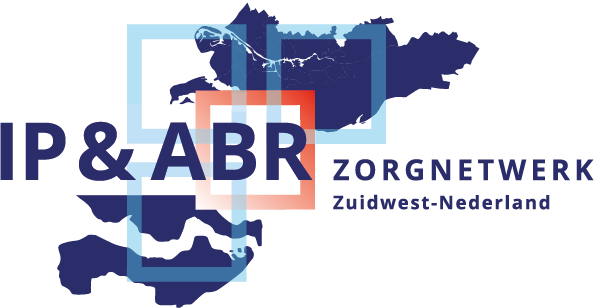 IP & ABR
ZORGNETWERK
Zuidwest-Nederland